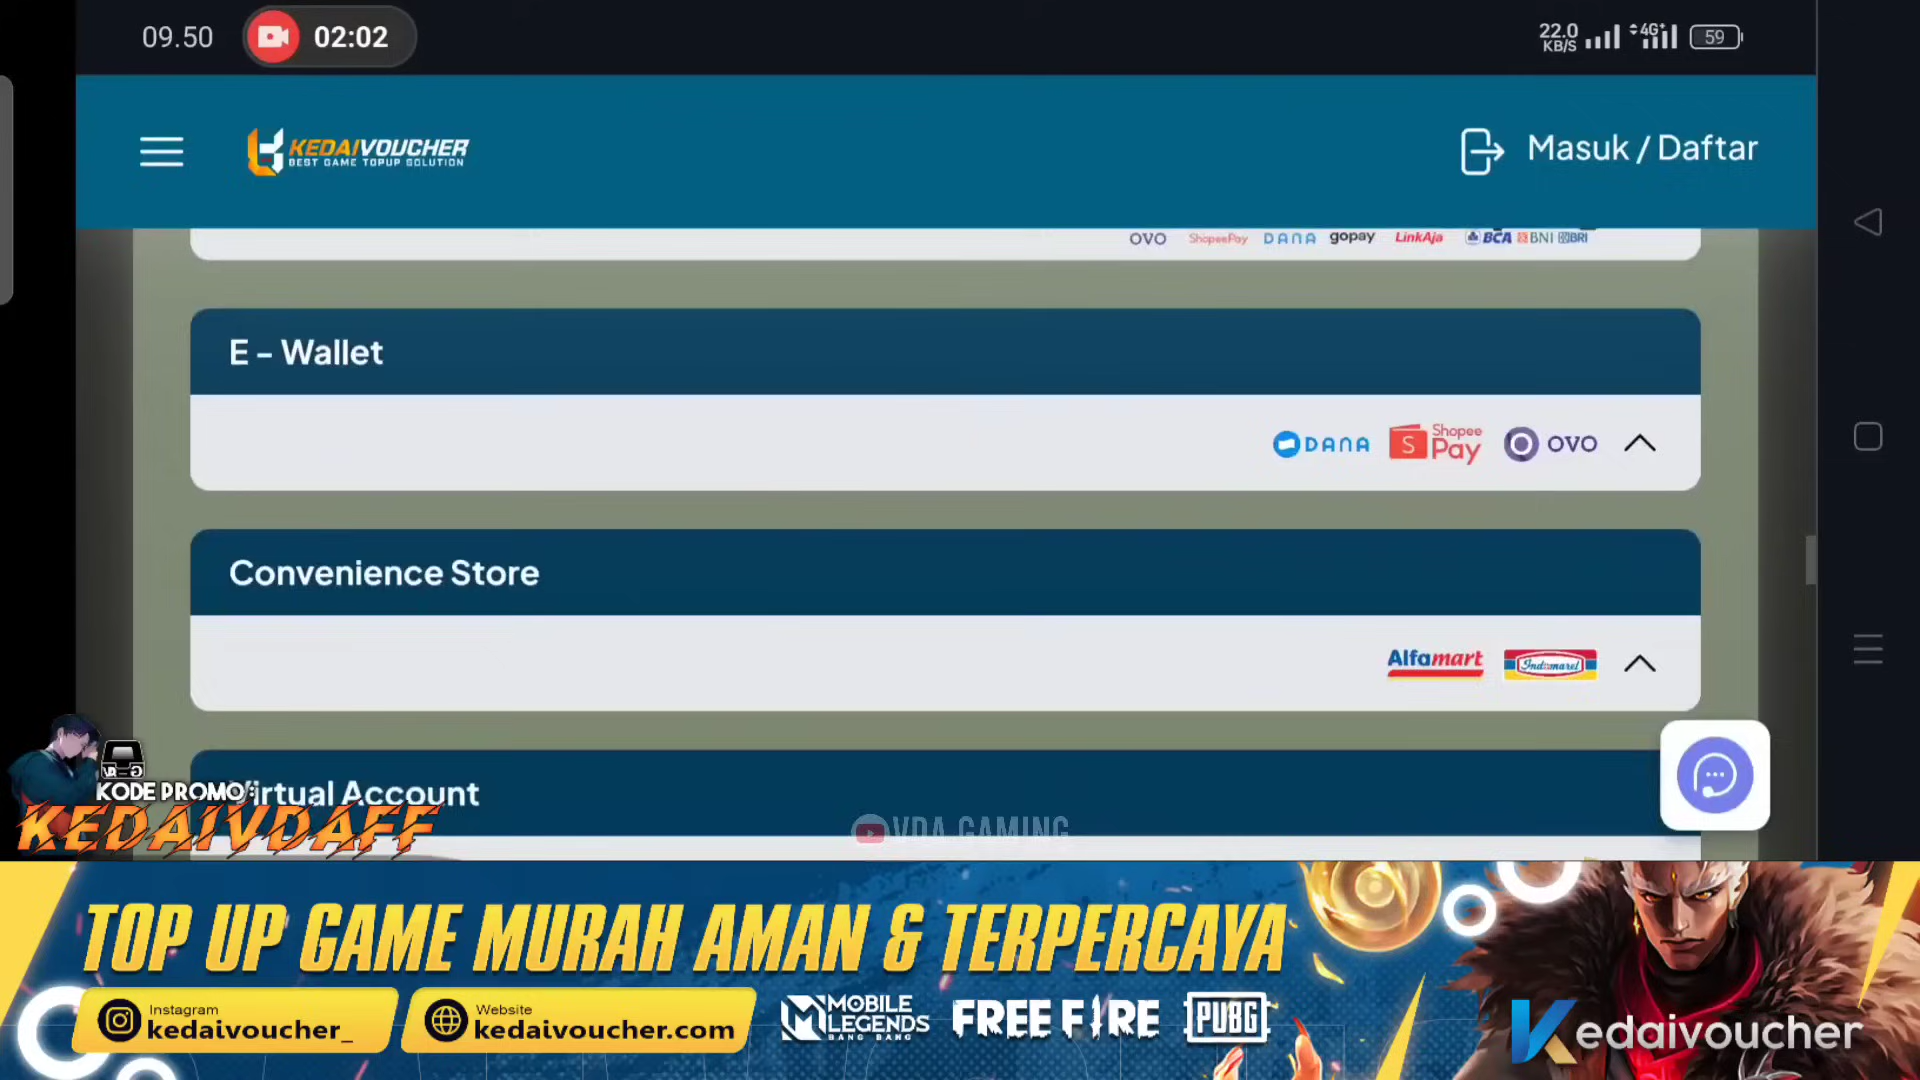 09.50
02:02
22.0
KB/S
4G+
59
KEDAIVOUCHER
BEST GAME TOPUP SOLUTION
Masuk / Daftar
OVO ShopeePay DANA gopay LinkAja BCA BNI BRI
E – Wallet
DANA S Shopee Pay OVO
Convenience Store
Alfamart Indomaret
Virtual Account
KODE PROMO :
KEDAIVDAFF
VDA GAMING
TOP UP GAME MURAH AMAN & TERPERCAYA
Instagram
kedaivoucher_
Website
kedaivoucher.com
MOBILE LEGENDS BANG BANG
FREE FIRE
PUBG
Kedaivoucher